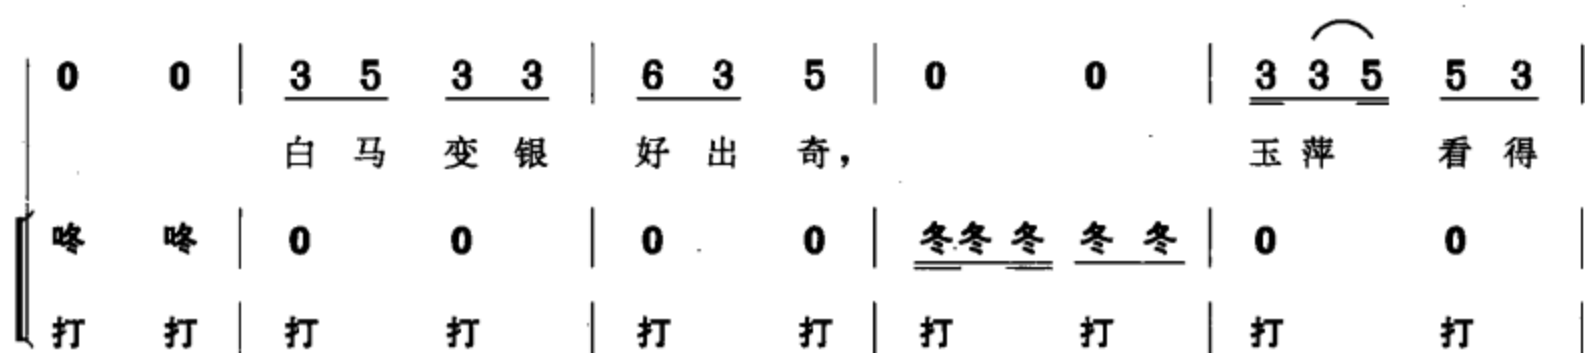 0 0 | 3 5 3 3 | 6 3 5 | 0 0 | 3 3 5 5 3 |
白 马 变 银 好 出 奇， 玉 萍 看 得
咚 咚 | 0 0 | 0 0 | 冬 冬 冬 冬 冬 | 0 0 |
打 打 | 打 打 | 打 打 | 打 打 | 打 打 |